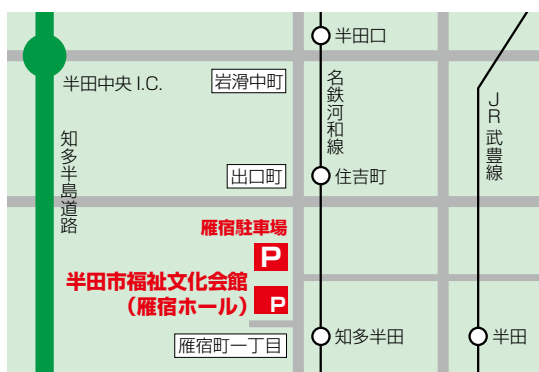 半田口
半田中央 I.C.
岩滑中町
名鉄河和線
JR武豊線
知多半島道路
出口町
住吉町
雁宿駐車場
P
半田市福祉文化会館
（雁宿ホール）
P
雁宿町一丁目
知多半田
半田